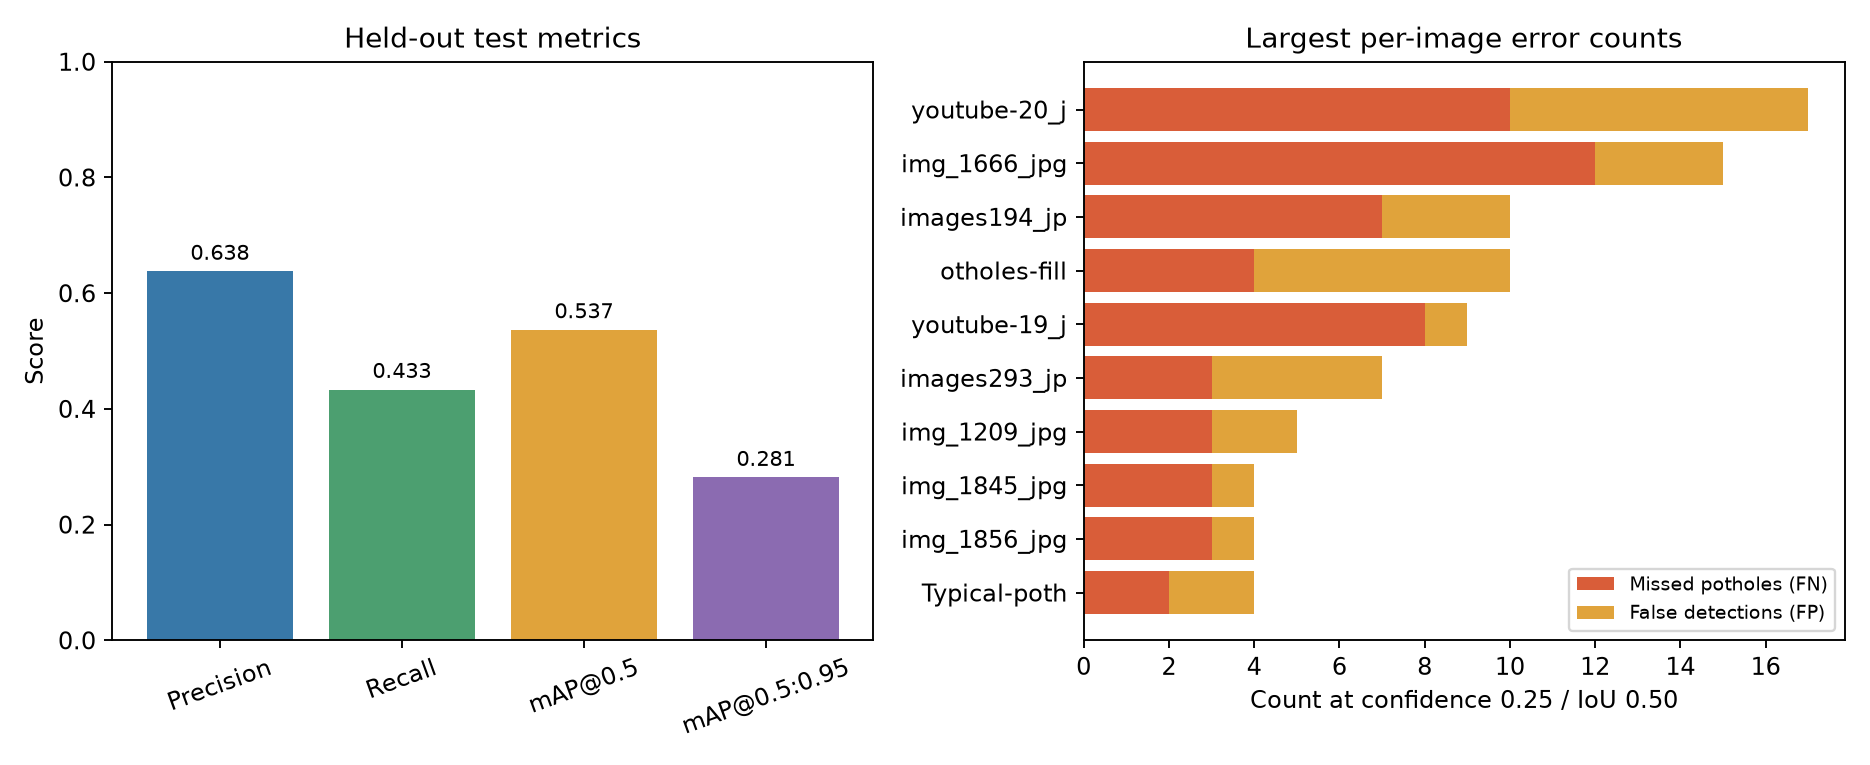 Held-out test metrics
Score
1.0
0.8
0.6
0.4
0.2
0.0
0.638
0.433
0.537
0.281
Precision
Recall
mAP@0.5
mAP@0.5:0.95
Largest per-image error counts
youtube-20_j
img_1666_jpg
images194_jp
otholes-fill
youtube-19_j
images293_jp
img_1209_jpg
img_1845_jpg
img_1856_jpg
Typical-poth
Missed potholes (FN)
False detections (FP)
0 2 4 6 8 10 12 14 16
Count at confidence 0.25 / IoU 0.50